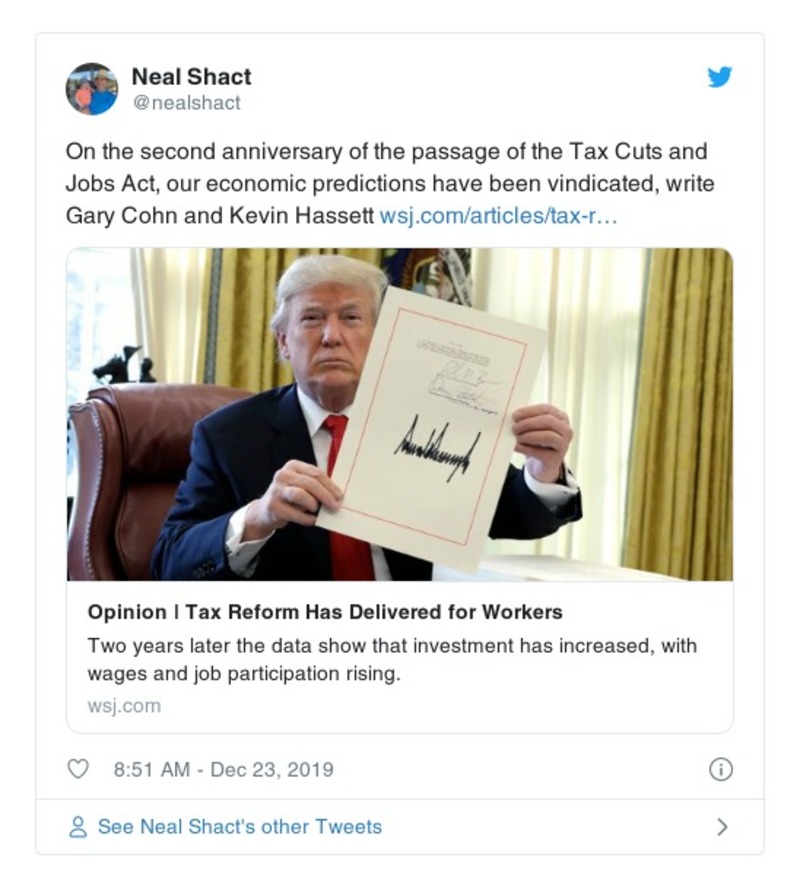 Neal Shact
@nealshact
On the second anniversary of the passage of the Tax Cuts and
Jobs Act, our economic predictions have been vindicated, write
Gary Cohn and Kevin Hassett wsj.com/articles/tax-r…
Opinion | Tax Reform Has Delivered for Workers
Two years later the data show that investment has increased, with
wages and job participation rising.
wsj.com
8:51 AM - Dec 23, 2019
See Neal Shact's other Tweets